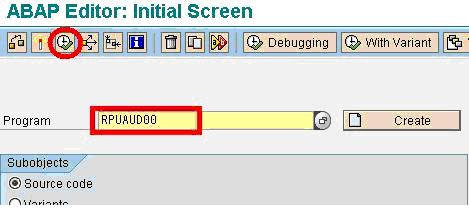 ABAP Editor: Initial Screen
Debugging With Variant
Program RPUAUD00 Create
Subobjects
Source code
Variants